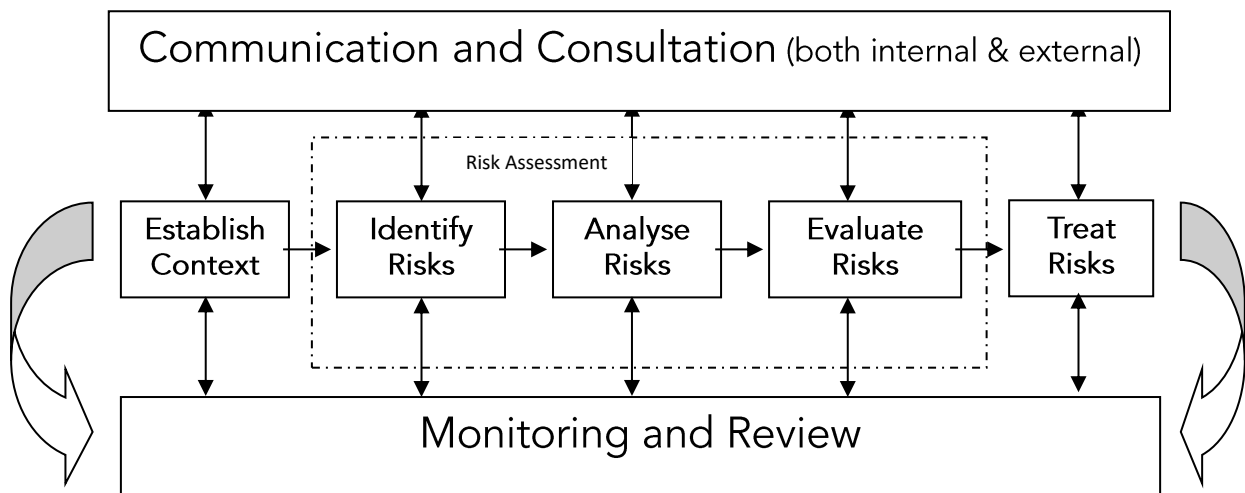 Communication and Consultation (both internal & external)
Risk Assessment
Establish
Context
Identify
Risks
Analyse
Risks
Evaluate
Risks
Treat
Risks
Monitoring and Review